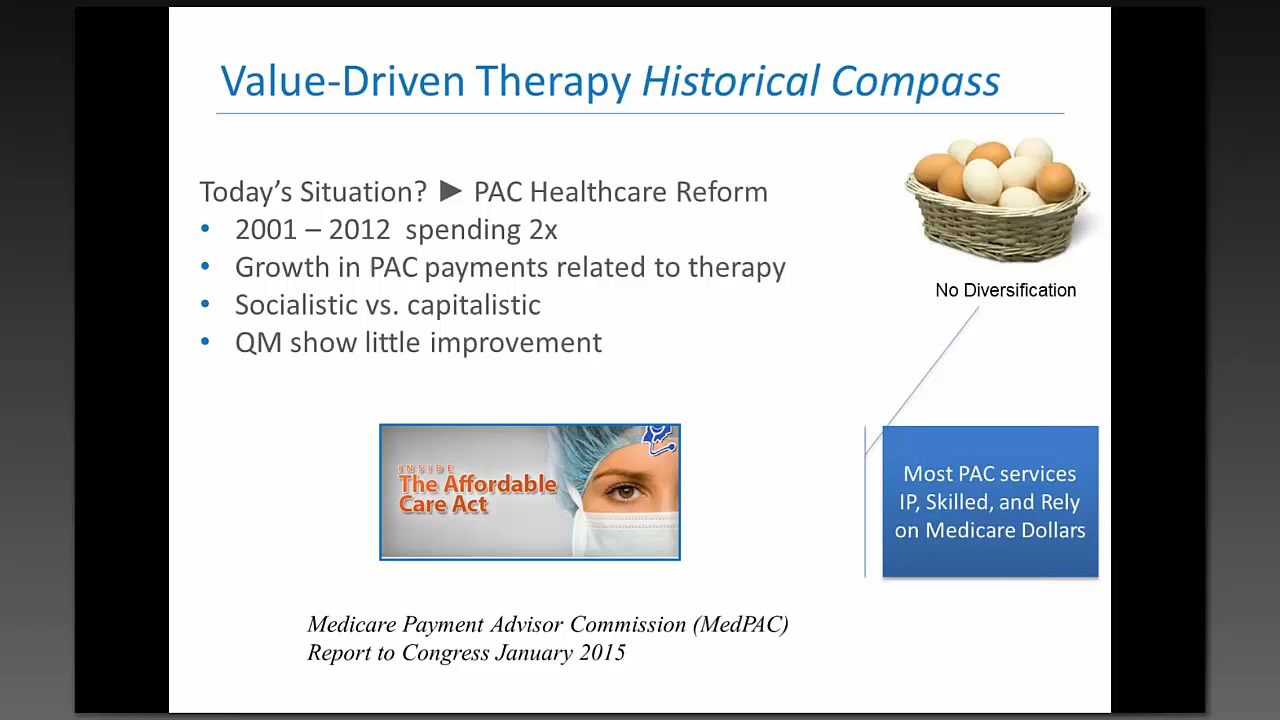 Value-Driven Therapy Historical Compass
Today's Situation? ► PAC Healthcare Reform
• 2001 – 2012 spending 2x
• Growth in PAC payments related to therapy
• Socialistic vs. capitalistic
• QM show little improvement
No Diversification
INSIDE
The Affordable
Care Act
Most PAC services
IP, Skilled, and Rely
on Medicare Dollars
Medicare Payment Advisor Commission (MedPAC)
Report to Congress January 2015